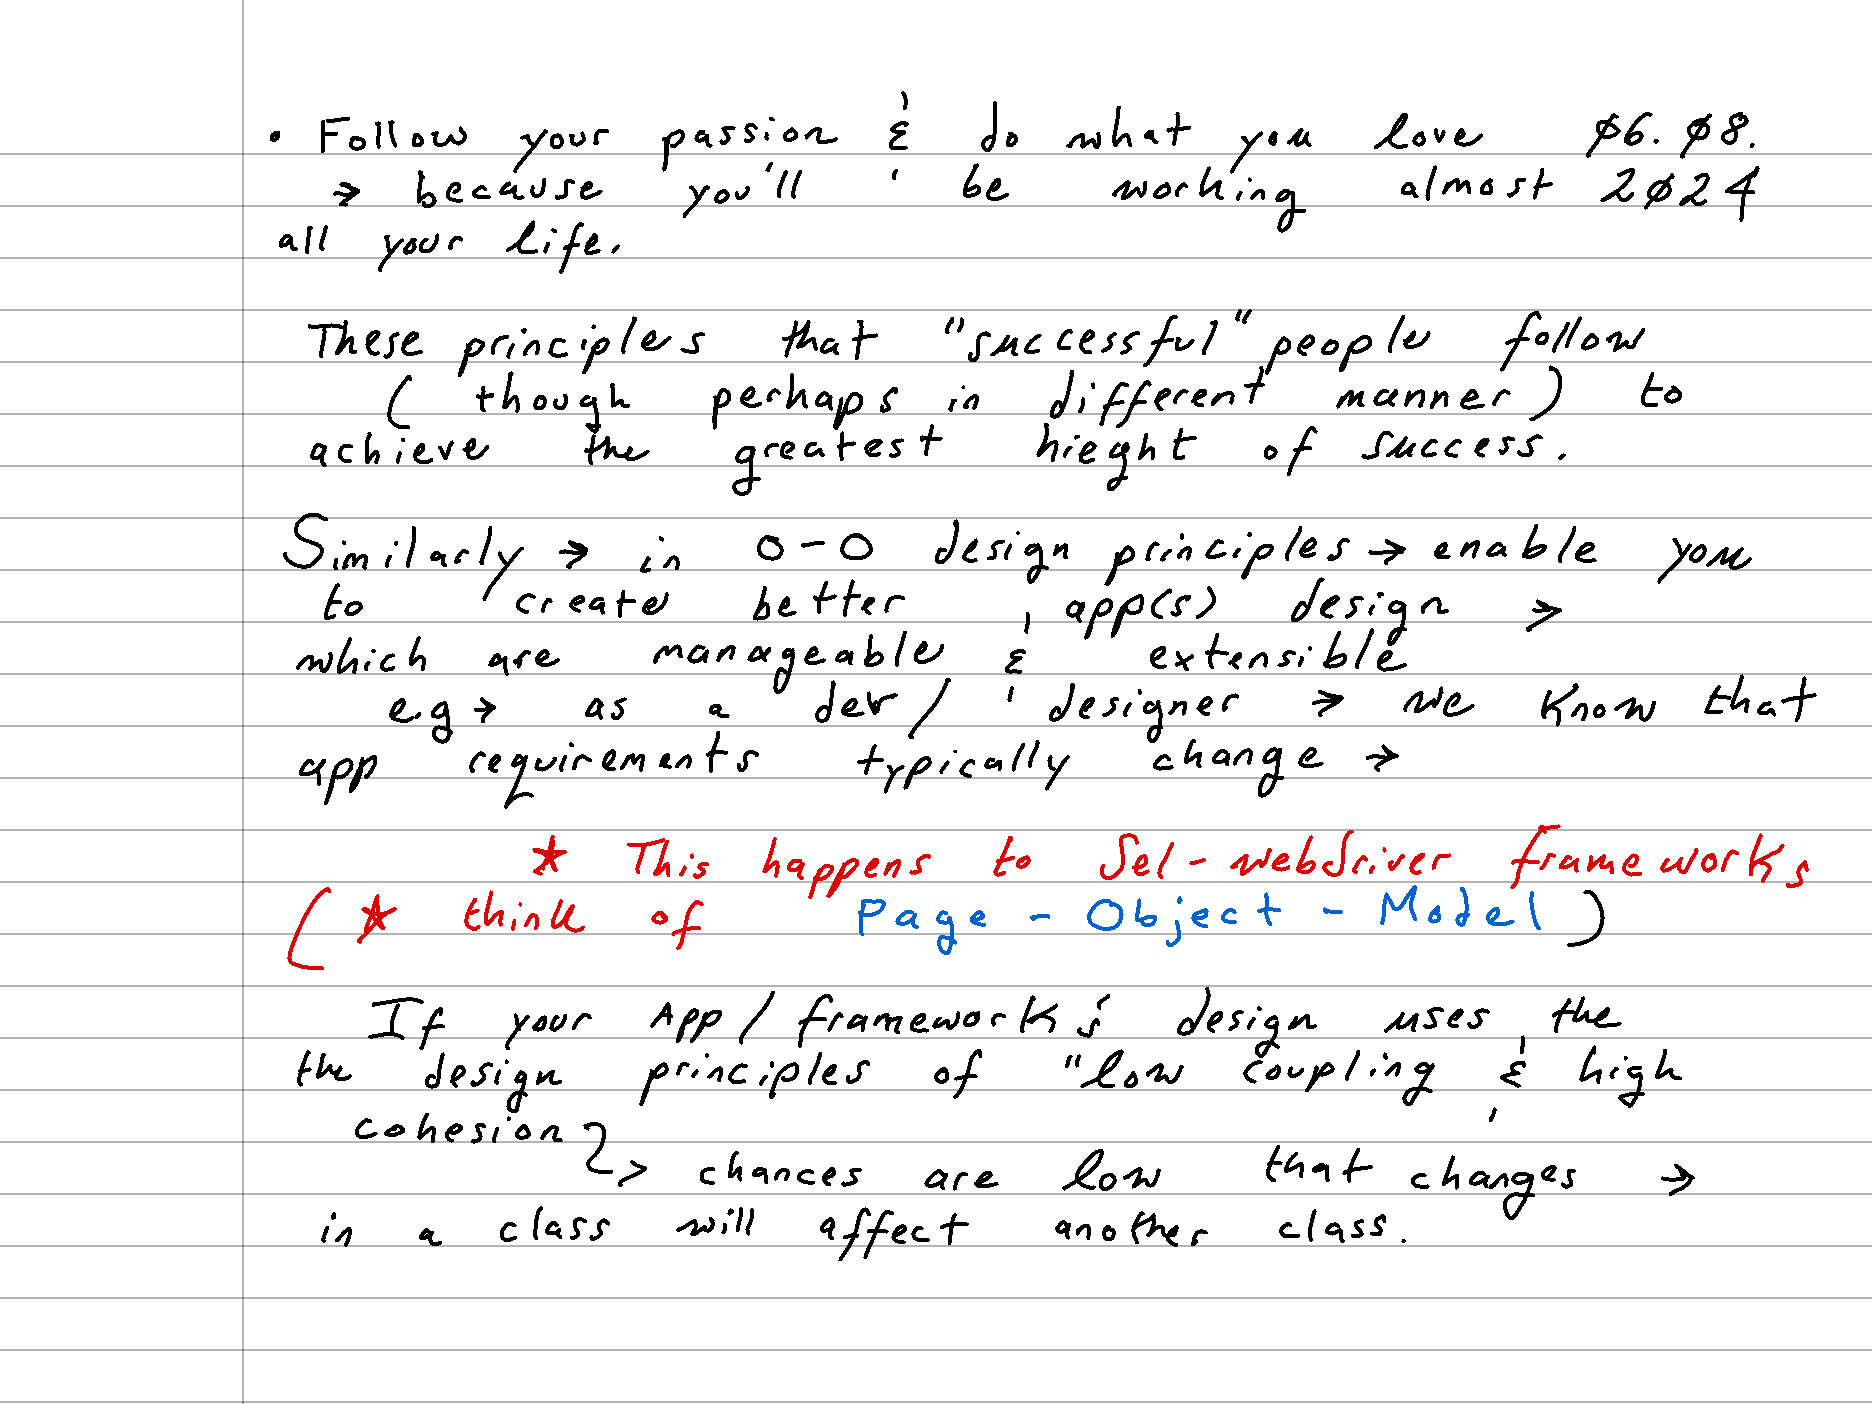 • Follow your passion & do what you love 06.08.
→ because you'll be working almost 2024
all your life.
These principles that "successful" people follow
( though perhaps in different manner ) to
achieve the greatest hieght of success.
Similarly → in O-O design principles → enable you
to create better app(s) design →
which are manageable & extensible
e.g → as a dev / designer → we know that
app requirements typically change →
* This happens to Sel-webdriver frameworks
( * think of Page - Object - Model )
If your App / framework's design uses the
the design principles of "low coupling & high
cohesion → chances are low that changes →
in a class will affect another class.